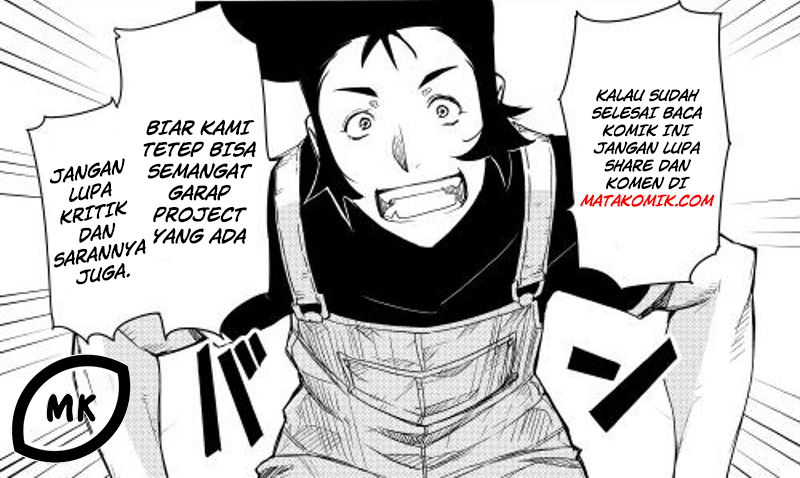 KALAU SUDAH
SELESAI BACA
KOMIK INI
JANGAN LUPA
SHARE DAN
KOMEN DI
MATAKOMIK.COM
BIAR KAMI
TETEP BISA
SEMANGAT
GARAP
PROJECT
YANG ADA
JANGAN
LUPA
KRITIK
DAN
SARANNYA
JUGA.
バン
MK